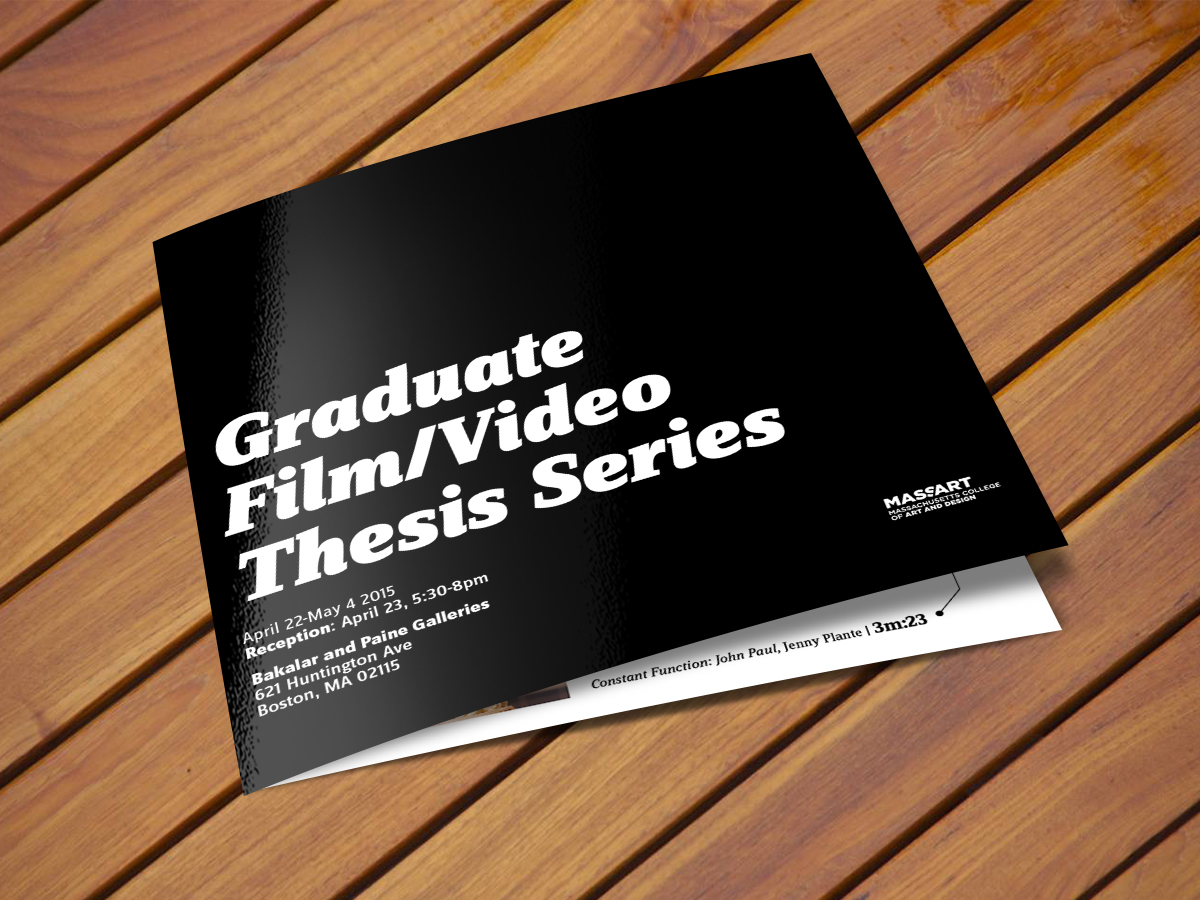 Graduate
Film/Video
Thesis Series
April 22-May 4 2015
Reception: April 23, 5:30-8pm
Bakalar and Paine Galleries
621 Huntington Ave
Boston, MA 02115
MASSART
MASSACHUSETTS COLLEGE
OF ART AND DESIGN
Constant Function: John Paul, Jenny Plante | 3m:23